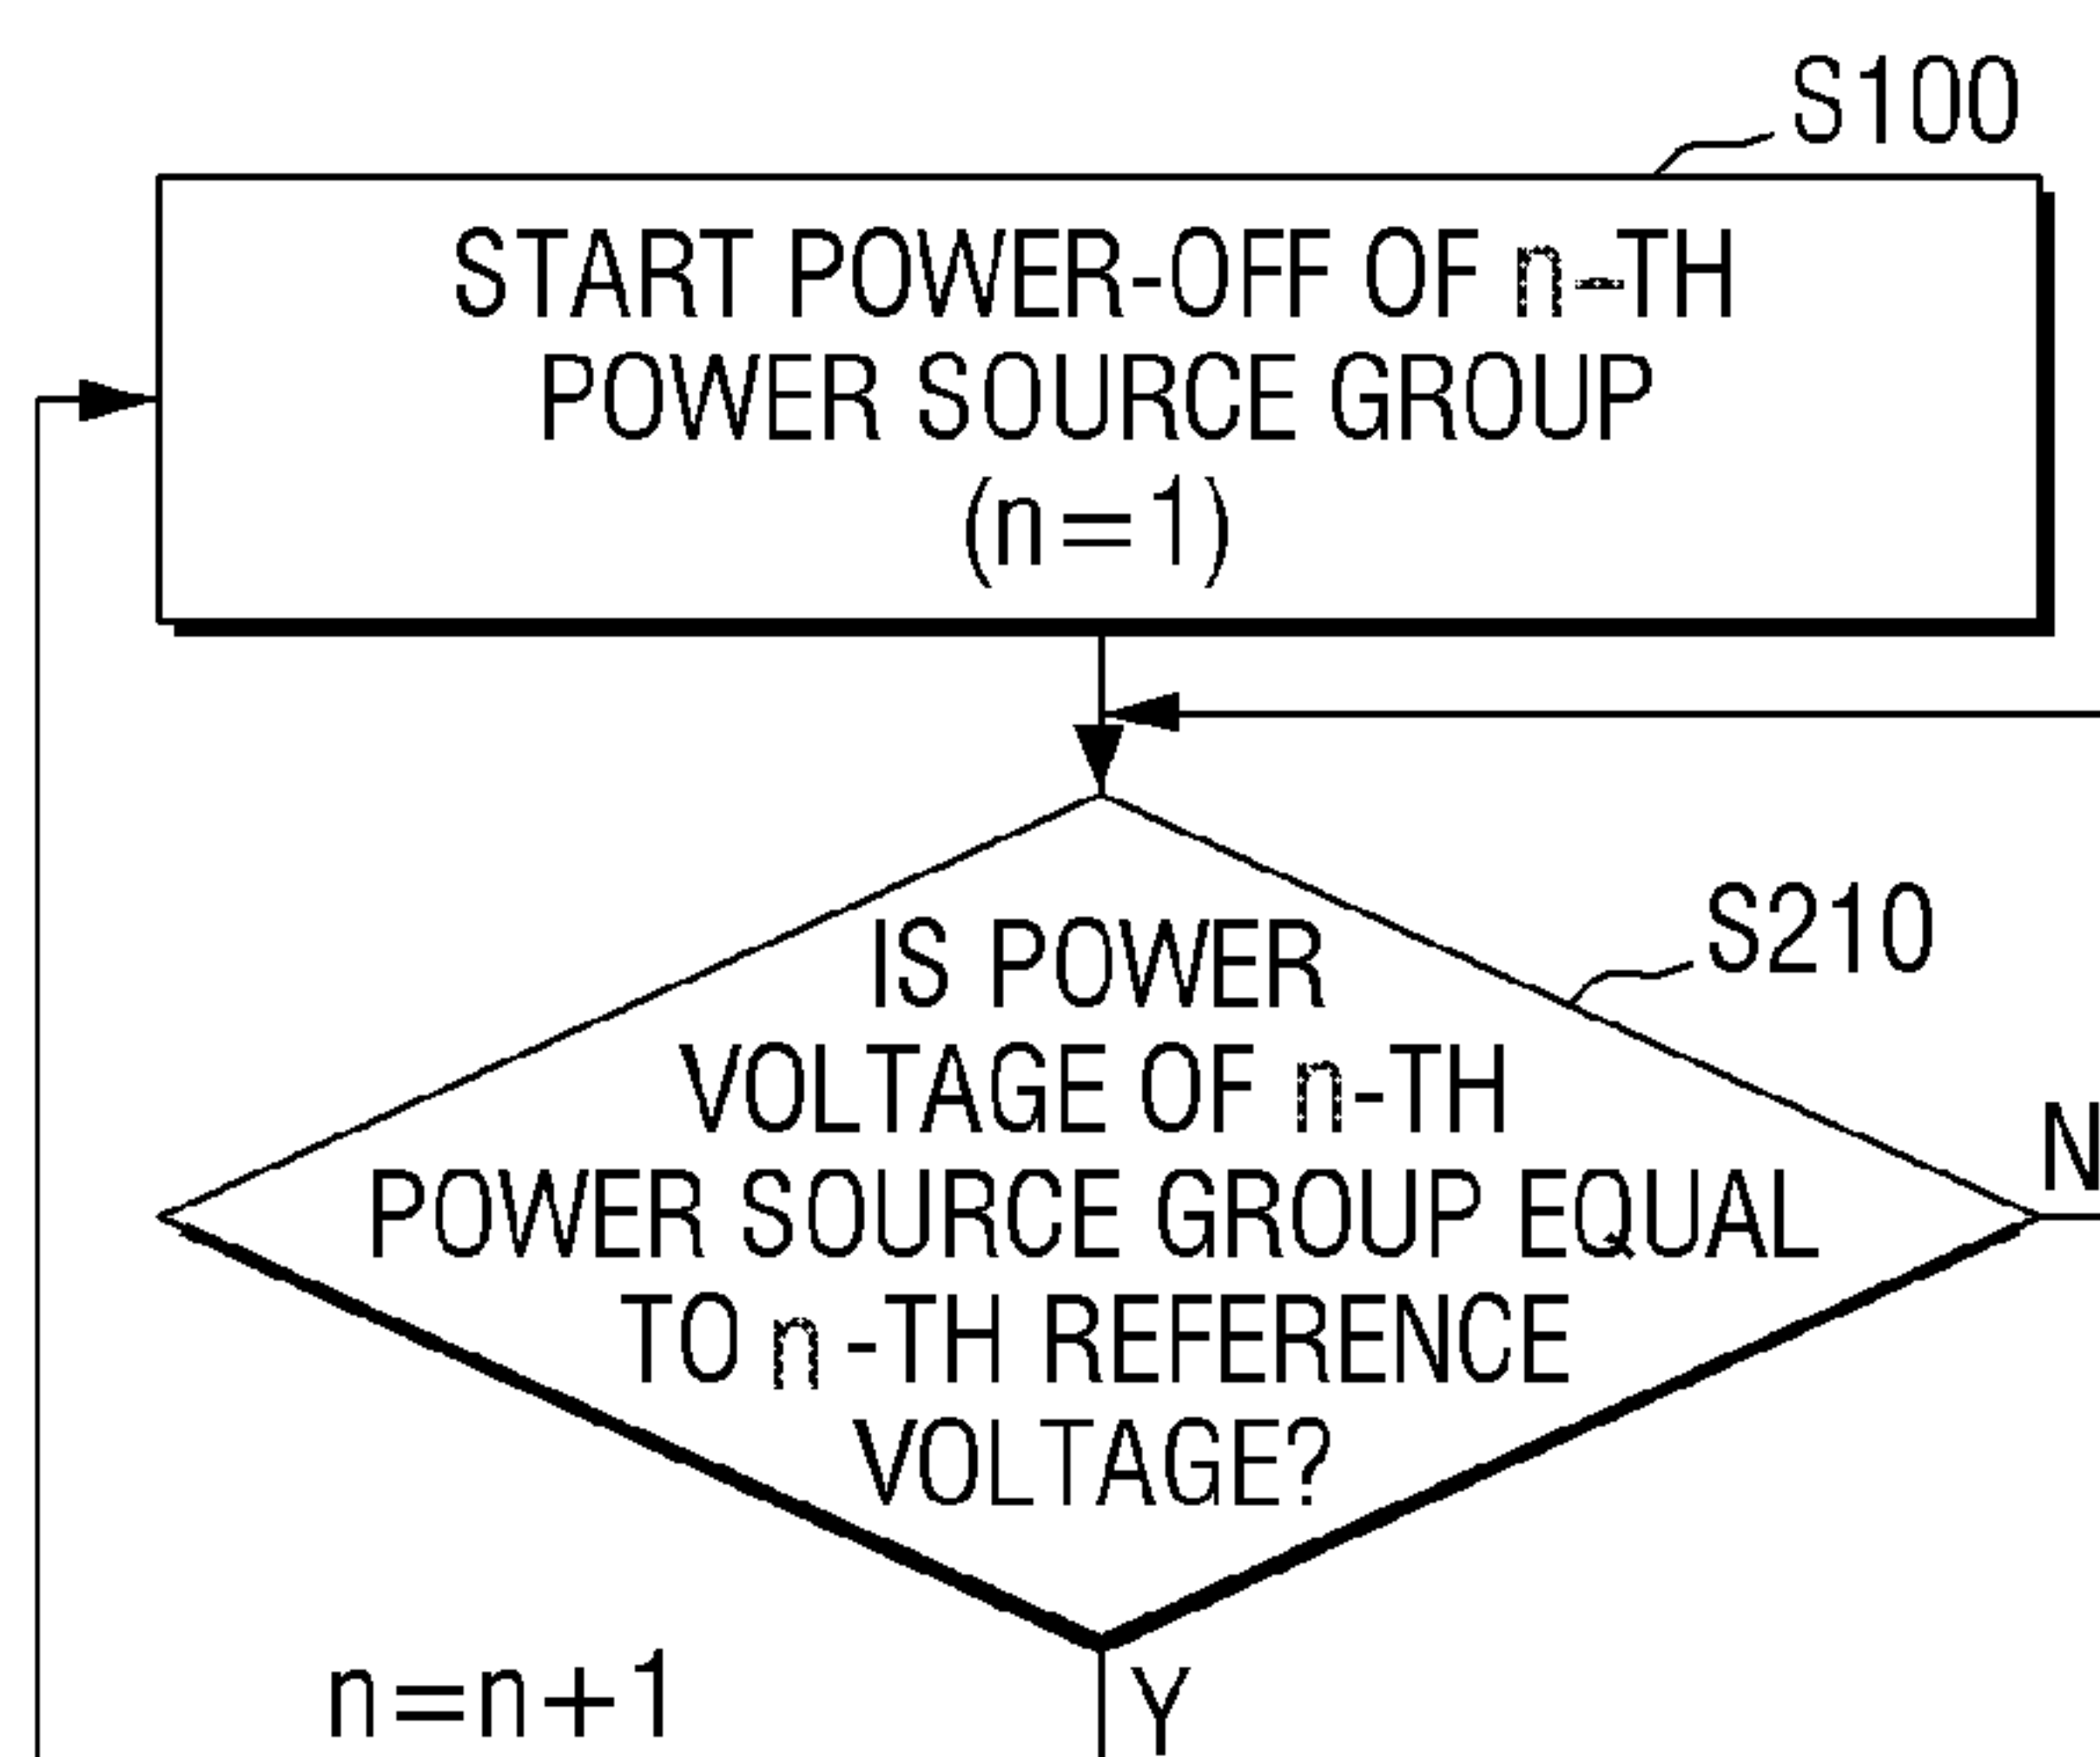 S100
START POWER-OFF OF n-TH
POWER SOURCE GROUP
(n=1)
S210
IS POWER
VOLTAGE OF n-TH
POWER SOURCE GROUP EQUAL
TO n-TH REFERENCE
VOLTAGE?
N
n=n+1
Y